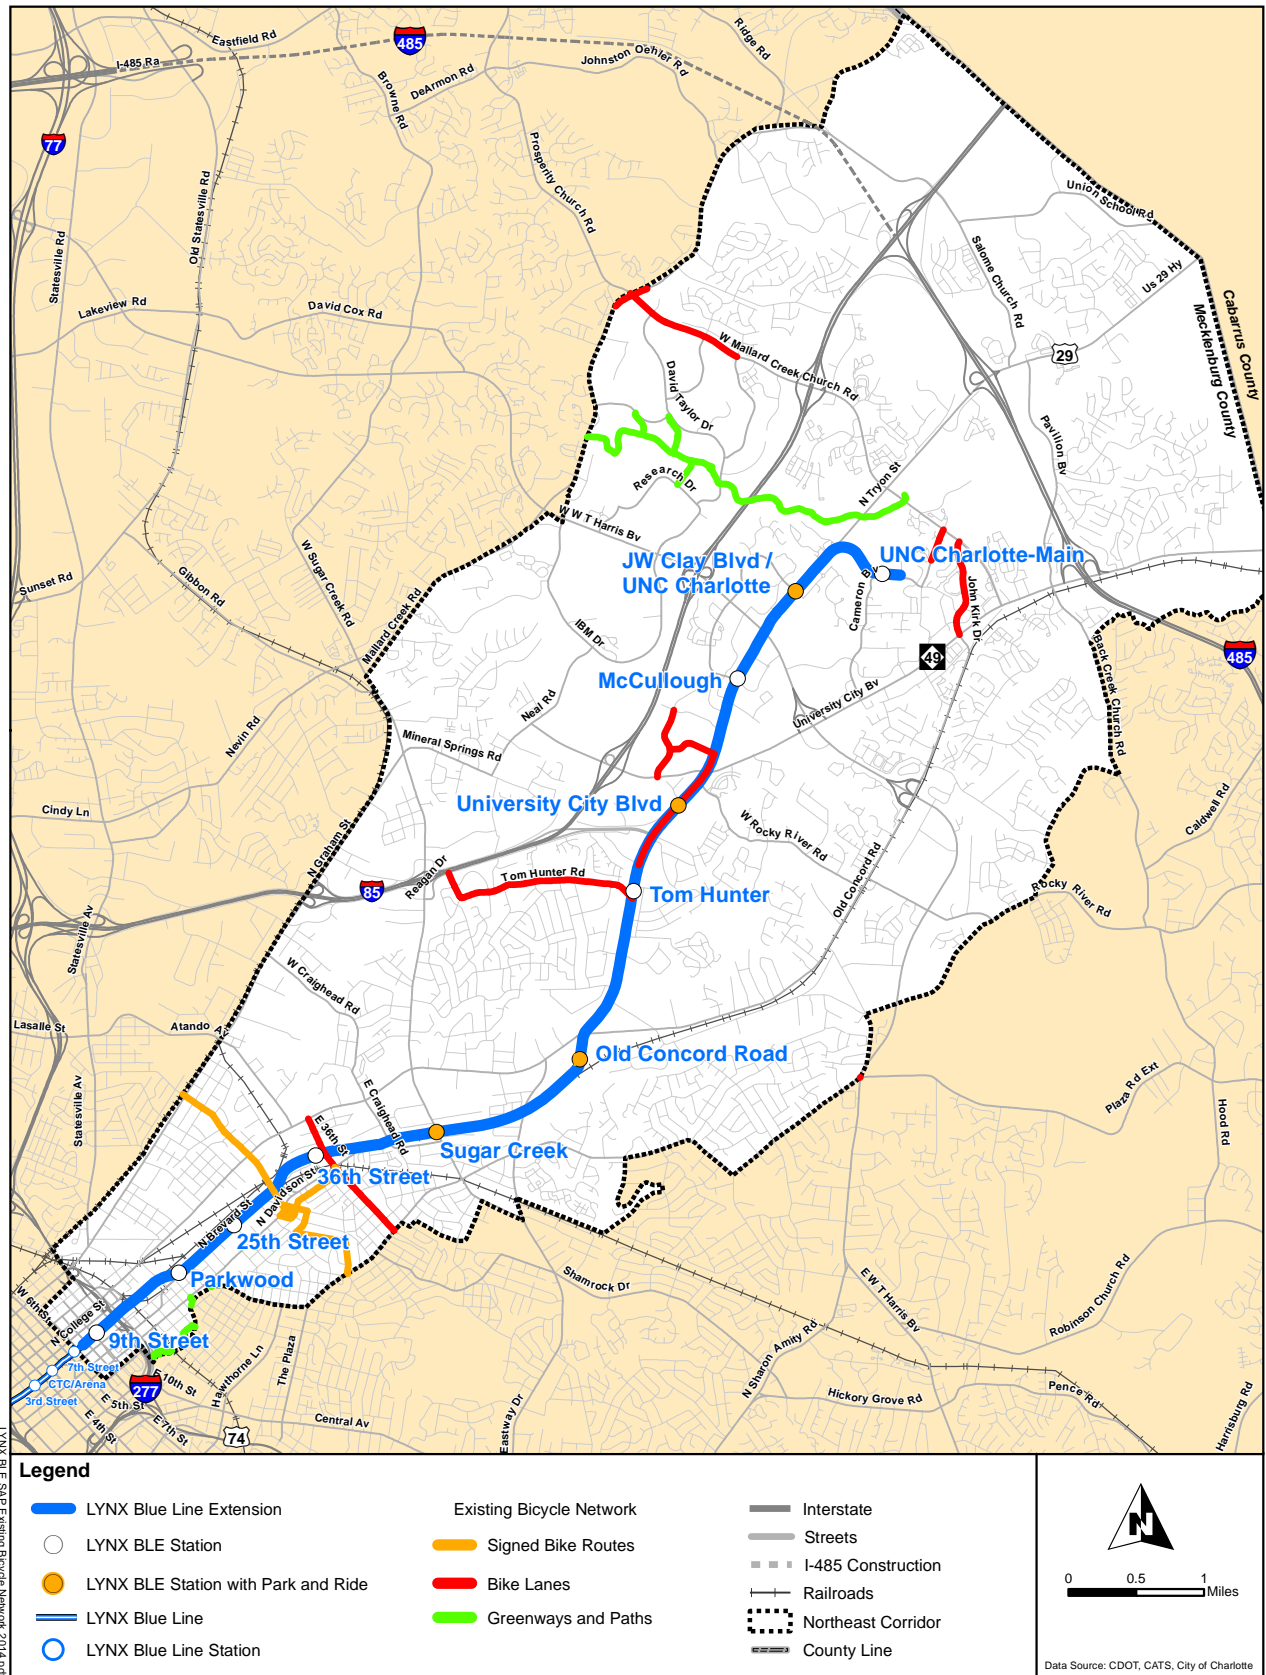 Eastfield Rd
485
I-485 Ra
Ridge Rd
Johnston Oehler Rd
DeArmon Rd
Browne Rd
77
Prosperity Church Rd
Old Statesville Rd
Statesville Rd
Union School Rd
Salome Church Rd
Us 29 Hy
Lakeview Rd
David Cox Rd
Cabarrus County
Mecklenburg County
W Mallard Creek Church Rd
29
David Taylor Dr
Pavilion Bv
Research Dr
N Tryon St
W W T Harris Bv
JW Clay Blvd /
UNC Charlotte
UNC Charlotte-Main
Cameron Bv
John Kirk Dr
Sunset Rd
Gibbon Rd
W Sugar Creek Rd
Mallard Creek Rd
IBM Dr
49
485
Back Creek Church Rd
McCullough
Neal Rd
University City Bv
Nevin Rd
Mineral Springs Rd
University City Blvd
Cindy Ln
W Rocky River Rd
Caldwell Rd
N Graham St
Reagan Dr
Tom Hunter Rd
85
Tom Hunter
Old Concord Rd
Rocky River Rd
Statesville Av
W Craighead Rd
Lasalle St
Atando Av
Old Concord Road
Statesville Av
E Craighead Rd
Plaza Rd Ext
Hood Rd
E 36th St
Sugar Creek
36th Street
N Davidson St
N Brevard St
25th Street
Parkwood
Shamrock Dr
E W T Harris Bv
Robinson Church Rd
W 6th St
N College St
9th Street
7th Street
CTC/Arena
3rd Street
277
E 10th St
E 5th St
E 4th St
E 7th St
Hawthorne Ln
The Plaza
74
Central Av
Eastway Dr
N Sharon Amity Rd
Hickory Grove Rd
Pence Rd
Harrisburg Rd
Legend
LYNX Blue Line Extension
LYNX BLE Station
LYNX BLE Station with Park and Ride
LYNX Blue Line
LYNX Blue Line Station
Existing Bicycle Network
Signed Bike Routes
Bike Lanes
Greenways and Paths
Interstate
Streets
I-485 Construction
Railroads
Northeast Corridor
County Line
N
0 0.5 1
Miles
Data Source: CDOT, CATS, City of Charlotte